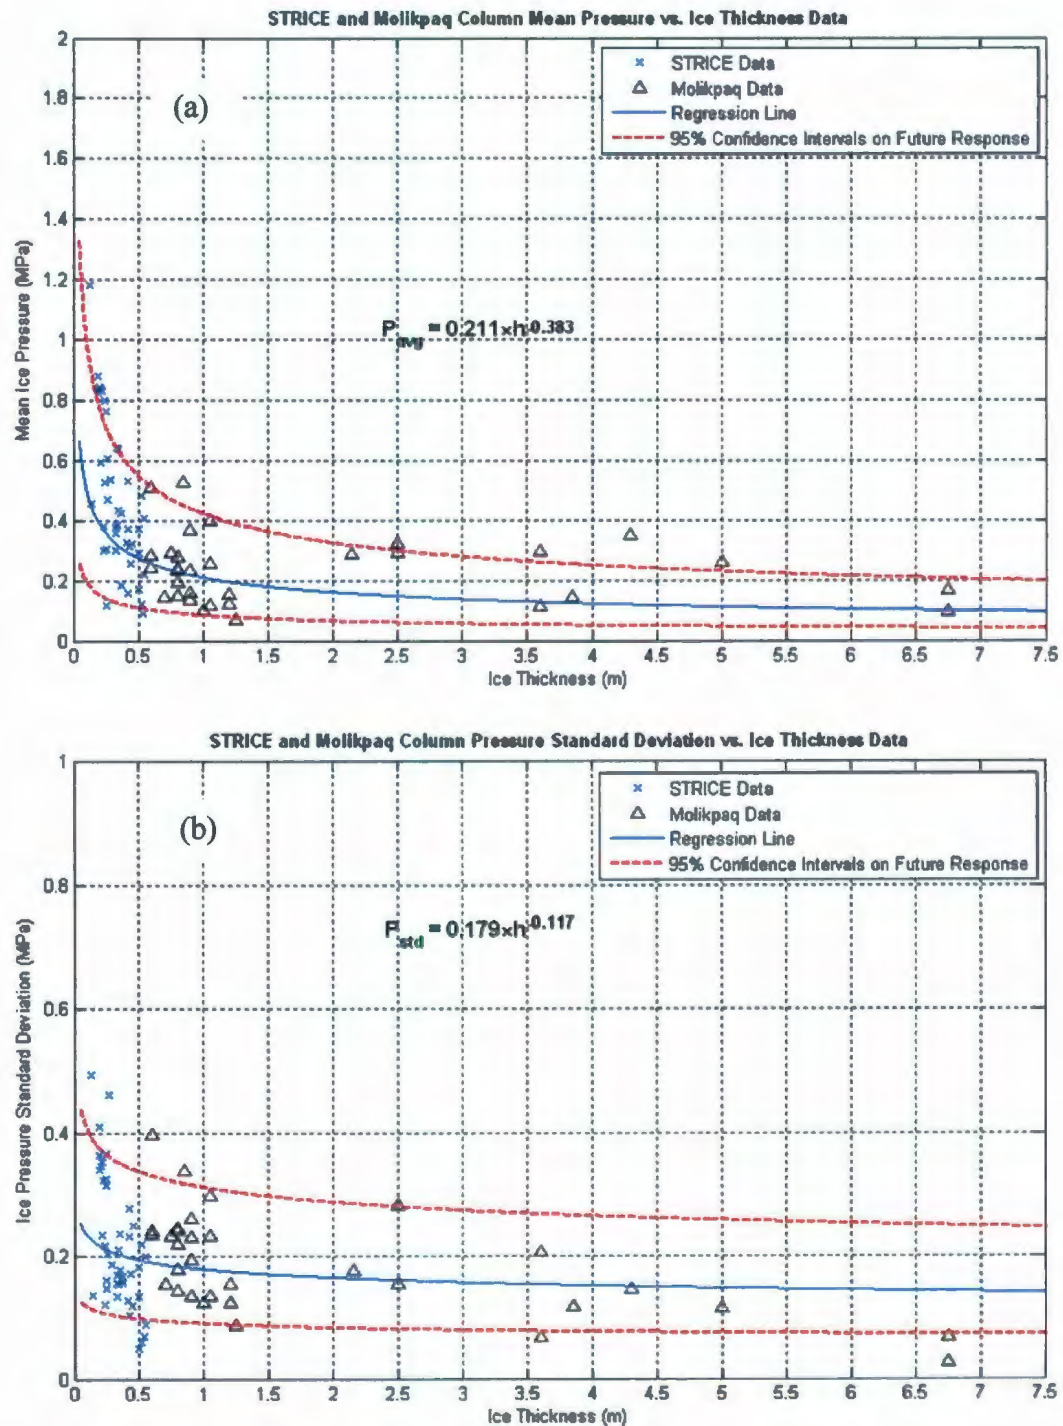 STRICE and Molikpaq Column Mean Pressure vs. Ice Thickness Data
(a)
STRICE Data
Molikpaq Data
Regression Line
95% Confidence Intervals on Future Response
P_avg = 0.211×h^-0.383
Mean Ice Pressure (MPa)
2
1.8
1.6
1.4
1.2
1
0.8
0.6
0.4
0.2
0
0 0.5 1 1.5 2 2.5 3 3.5 4 4.5 5 5.5 6 6.5 7 7.5
Ice Thickness (m)
STRICE and Molikpaq Column Pressure Standard Deviation vs. Ice Thickness Data
(b)
STRICE Data
Molikpaq Data
Regression Line
95% Confidence Intervals on Future Response
P_std = 0.179×h^-0.117
Ice Pressure Standard Deviation (MPa)
1
0.8
0.6
0.4
0.2
0
0 0.5 1 1.5 2 2.5 3 3.5 4 4.5 5 5.5 6 6.5 7 7.5
Ice Thickness (m)